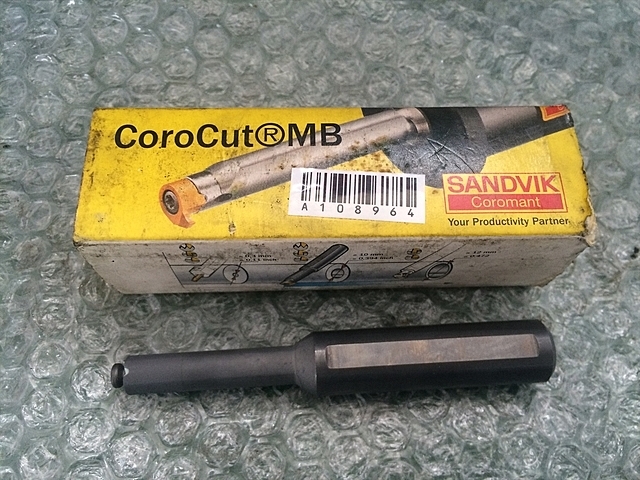 CoroCut®MB
A108964
SANDVIK
Coromant
Your Productivity Partner